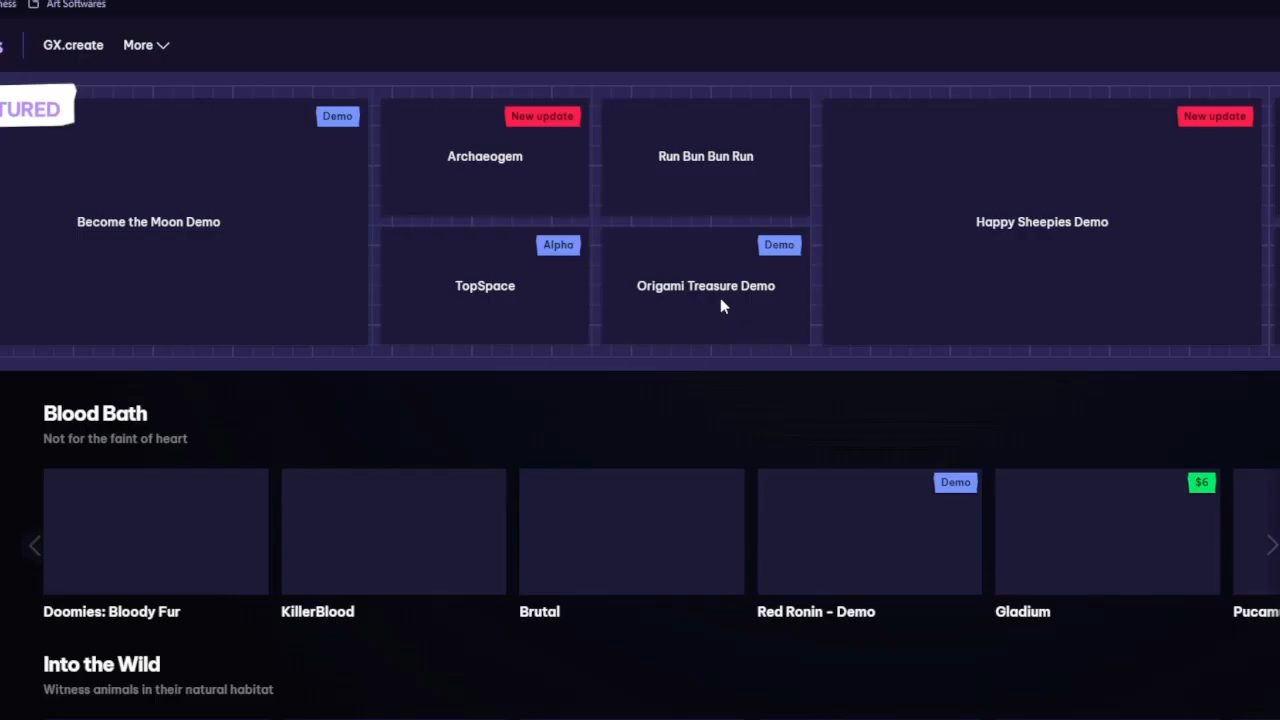 Art Softwares
GX.create
More
TURED
Demo
Become the Moon Demo
New update
Archaeogem
Run Bun Bun Run
New update
Happy Sheepies Demo
Alpha
TopSpace
Demo
Origami Treasure Demo
Blood Bath
Not for the faint of heart
Demo
$6
Doomies: Bloody Fur
KillerBlood
Brutal
Red Ronin - Demo
Gladium
Pucam
Into the Wild
Witness animals in their natural habitat